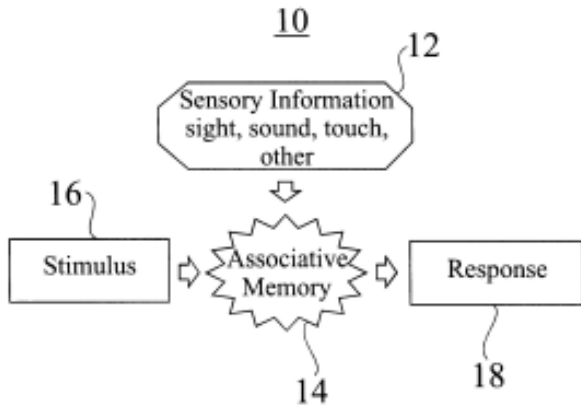 10
12
Sensory Information
sight, sound, touch,
other
16
Stimulus
Associative
Memory
Response
14
18